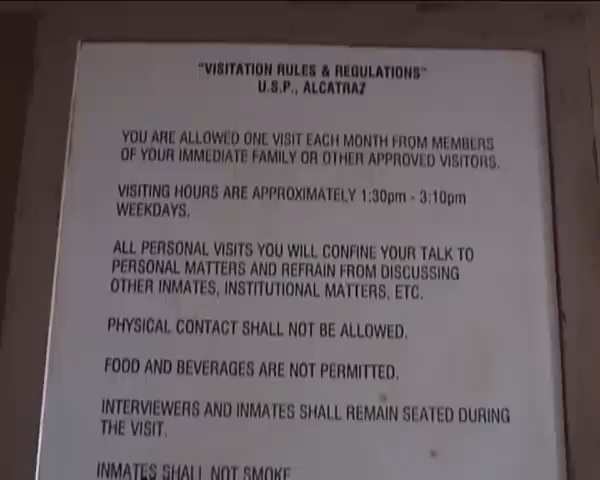 "VISITATION RULES & REGULATIONS"
U.S.P., ALCATRAZ
YOU ARE ALLOWED ONE VISIT EACH MONTH FROM MEMBERS
OF YOUR IMMEDIATE FAMILY OR OTHER APPROVED VISITORS.
VISITING HOURS ARE APPROXIMATELY 1:30pm - 3:10pm
WEEKDAYS.
ALL PERSONAL VISITS YOU WILL CONFINE YOUR TALK TO
PERSONAL MATTERS AND REFRAIN FROM DISCUSSING
OTHER INMATES, INSTITUTIONAL MATTERS, ETC.
PHYSICAL CONTACT SHALL NOT BE ALLOWED.
FOOD AND BEVERAGES ARE NOT PERMITTED.
INTERVIEWERS AND INMATES SHALL REMAIN SEATED DURING
THE VISIT.
INMATES SHALL NOT SMOKE